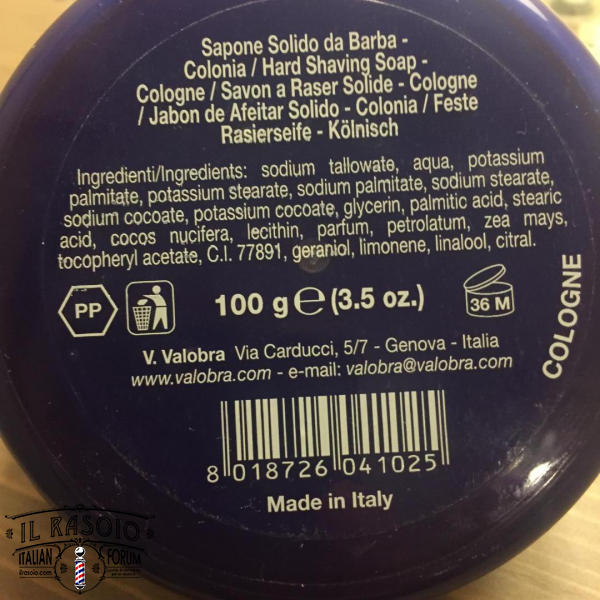 Sapone Solido da Barba -
Colonia / Hard Shaving Soap -
Cologne / Savon a Raser Solide - Cologne
/ Jabon de Afeitar Solido - Colonia / Feste
Rasierseife - Kölnisch
Ingredienti/Ingredients: sodium tallowate, aqua, potassium
palmitate, potassium stearate, sodium palmitate, sodium stearate,
sodium cocoate, potassium cocoate, glycerin, palmitic acid, stearic
acid, cocos nucifera, lecithin, parfum, petrolatum, zea mays,
tocopheryl acetate, C.I. 77891, geraniol, limonene, linalool, citral.
PP
100 g ℮ (3.5 oz.)
36 M
COLOGNE
V. Valobra Via Carducci, 5/7 - Genova - Italia
www.valobra.com - e-mail: valobra@valobra.com
8 018726 041025
Made in Italy
IL RASOIO
ITALIAN FORUM
ilrasoio.com